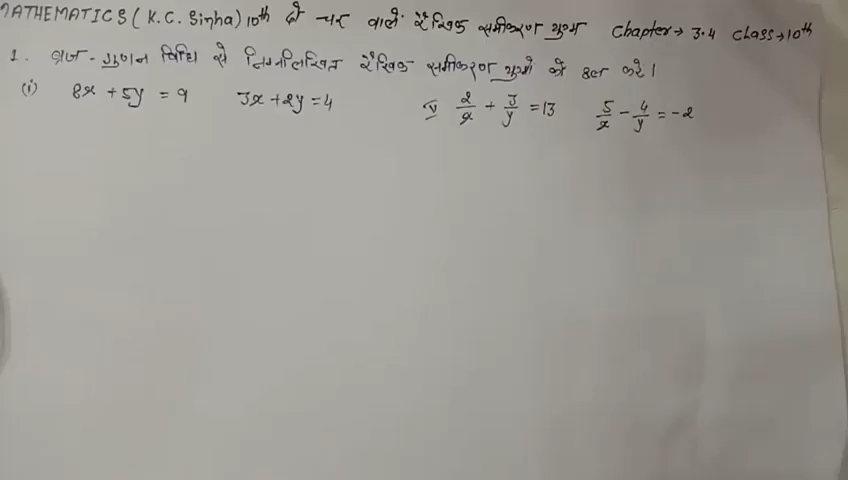 MATHEMATICS (K.C. Sinha) 10th दो चर वाले रैखिक समीकरण युग्म Chapter → 3.4 Class → 10th
1. व्रज-गुणन विधि से निम्नलिखित रैखिक समीकरण युग्मो को हल करे।
(i) 8x + 5y = 9 3x + 2y = 4 v 2/x + 3/y = 13 5/x - 4/y = -2